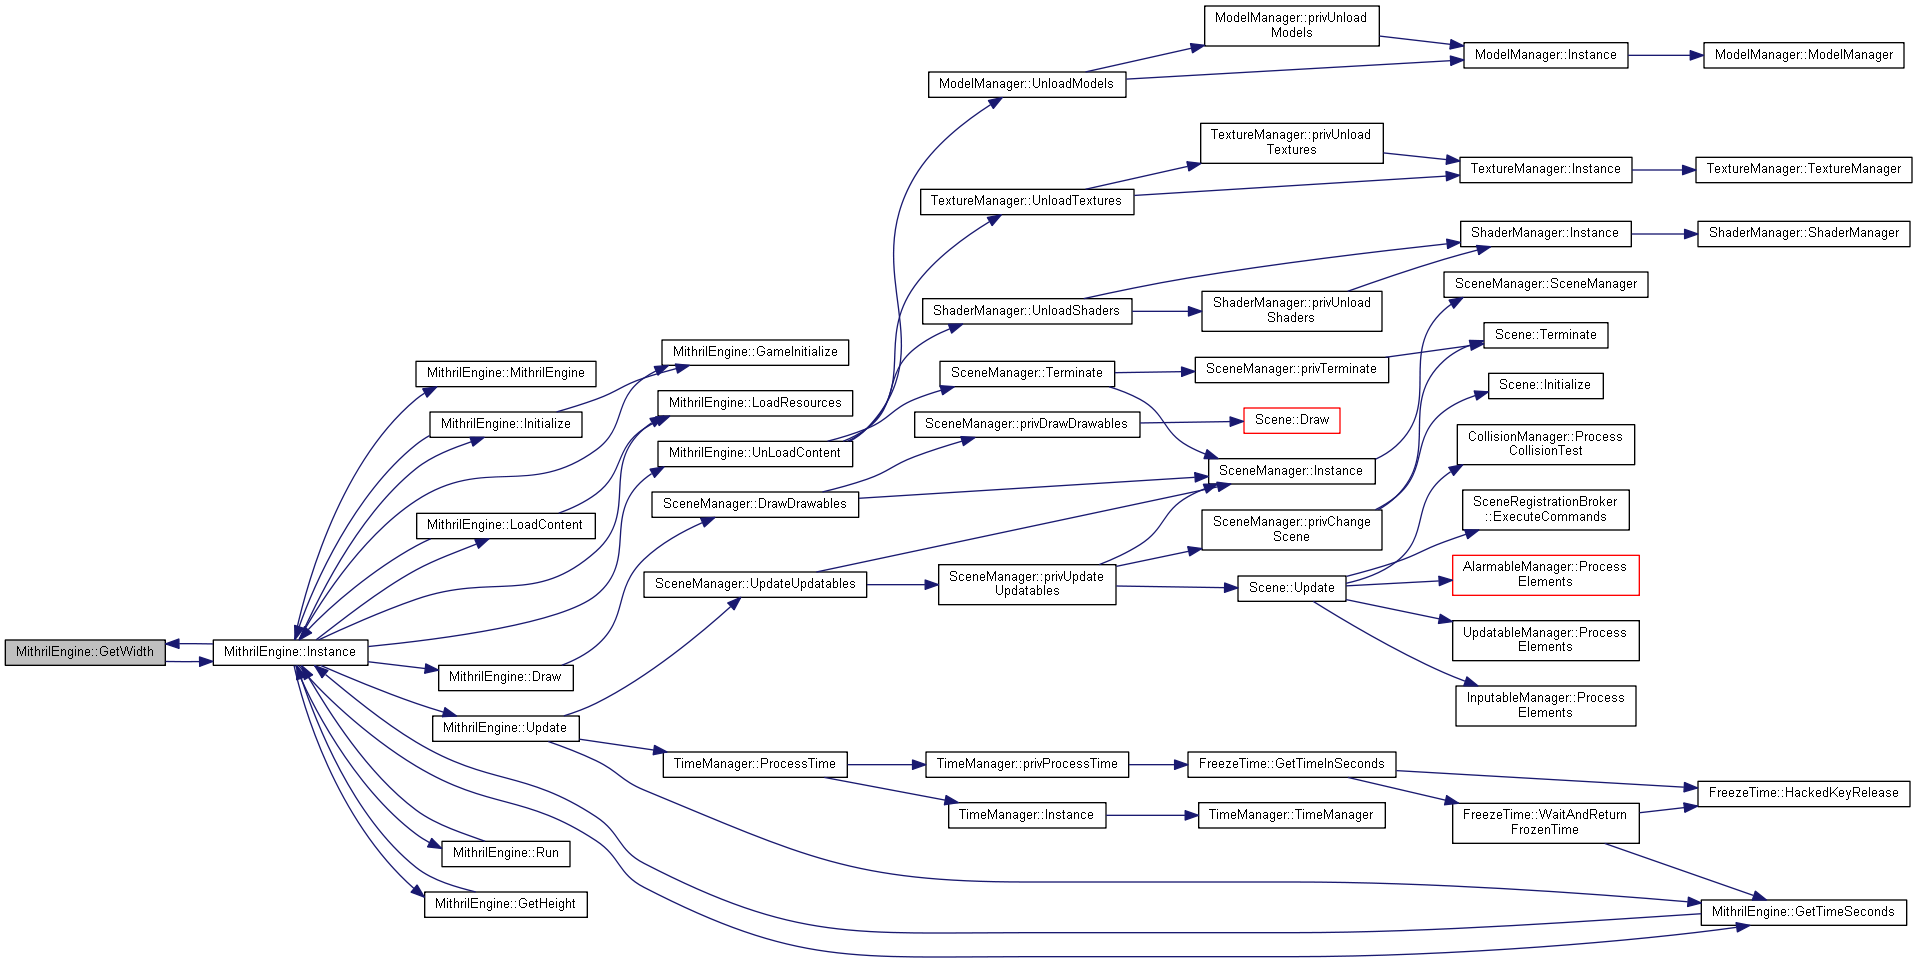 MithrilEngine::GetWidth
MithrilEngine::Instance
MithrilEngine::MithrilEngine
MithrilEngine::Initialize
MithrilEngine::LoadContent
MithrilEngine::Draw
MithrilEngine::Update
MithrilEngine::Run
MithrilEngine::GetHeight
MithrilEngine::GameInitialize
MithrilEngine::LoadResources
MithrilEngine::UnLoadContent
SceneManager::DrawDrawables
SceneManager::UpdateUpdatables
TimeManager::ProcessTime
ModelManager::UnloadModels
TextureManager::UnloadTextures
ShaderManager::UnloadShaders
SceneManager::Terminate
SceneManager::privDrawDrawables
SceneManager::privUpdate
Updatables
TimeManager::privProcessTime
TimeManager::Instance
ModelManager::privUnload
Models
TextureManager::privUnload
Textures
ShaderManager::privUnload
Shaders
SceneManager::privTerminate
Scene::Draw
SceneManager::Instance
SceneManager::privChange
Scene
Scene::Update
FreezeTime::GetTimeInSeconds
TimeManager::TimeManager
ModelManager::Instance
TextureManager::Instance
ShaderManager::Instance
SceneManager::SceneManager
Scene::Terminate
Scene::Initialize
CollisionManager::Process
CollisionTest
SceneRegistrationBroker
::ExecuteCommands
AlarmableManager::Process
Elements
UpdatableManager::Process
Elements
InputableManager::Process
Elements
FreezeTime::WaitAndReturn
FrozenTime
ModelManager::ModelManager
TextureManager::TextureManager
ShaderManager::ShaderManager
FreezeTime::HackedKeyRelease
MithrilEngine::GetTimeSeconds